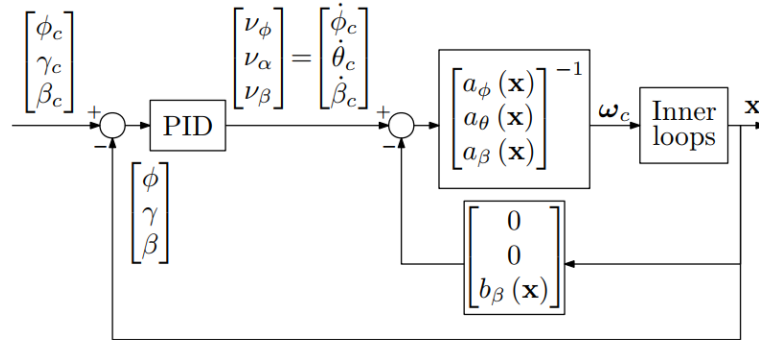 [ϕ_c γ_c β_c]
+
−
PID
[ν_ϕ ν_α ν_β] = [ϕ̇_c θ̇_c β̇_c]
+
−
[a_ϕ (𝐱) a_θ (𝐱) a_β (𝐱)]^{−1}
𝝎_c
Inner
loops
𝐱
[ϕ γ β]
[0 0 b_β (𝐱)]